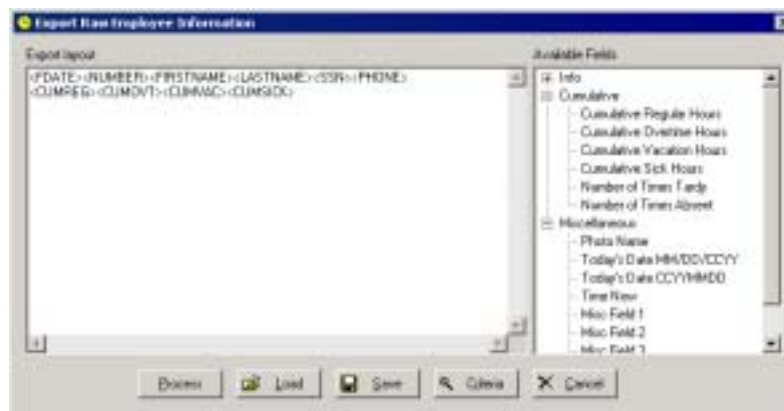 Export Raw Employee Information
Export layout
<FDATE><NUMBER><FIRSTNAME><LASTNAME><SSN><PHONE>
<CUMREG><CUMOVT><CUMVAC><CUMSICK>
Available Fields
Info
Cumulative
Cumulative Regular Hours
Cumulative Overtime Hours
Cumulative Vacation Hours
Cumulative Sick Hours
Number of Times Tardy
Number of Times Absent
Miscellaneous
Photo Name
Today's Date MM/DD/CCYY
Today's Date CCYYMMDD
Time Now
Misc Field 1
Misc Field 2
Misc Field 3
Process
Load
Save
Criteria
Cancel